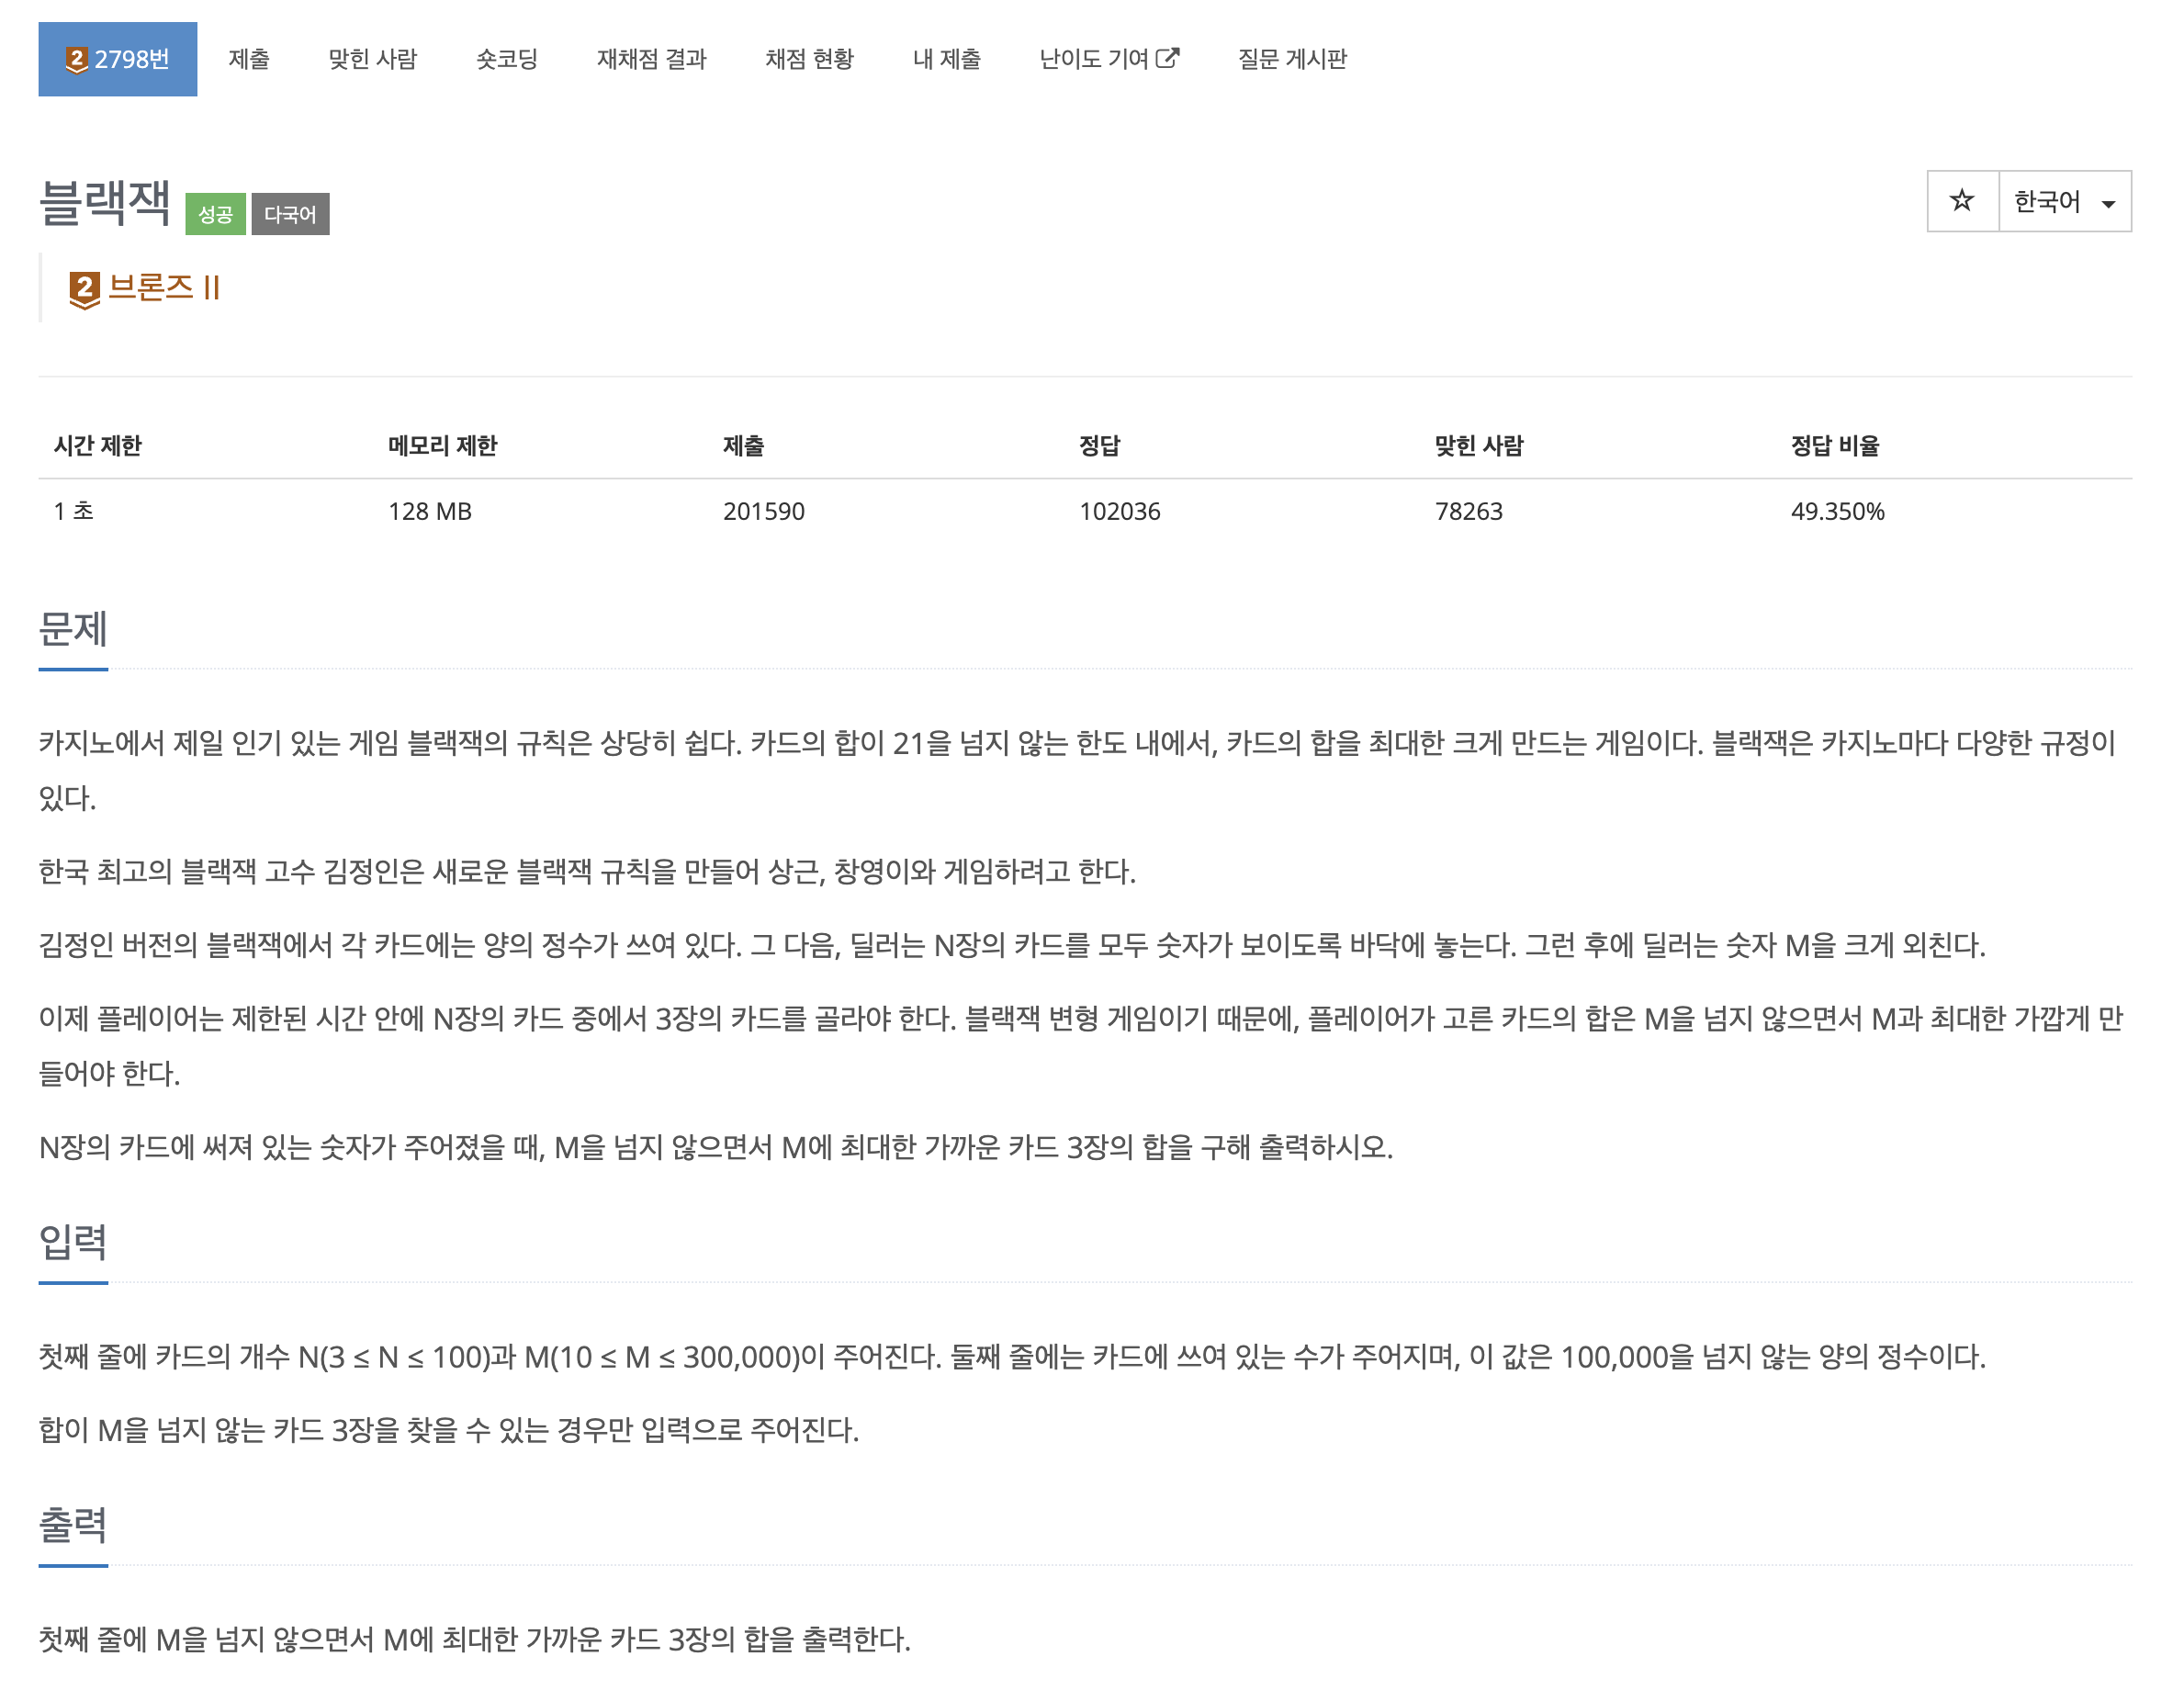 2 2798번 제출 맞힌 사람 숏코딩 재채점 결과 채점 현황 내 제출 난이도 기여 질문 게시판
블랙잭 성공 다국어 한국어
2 브론즈 II
시간 제한 메모리 제한 제출 정답 맞힌 사람 정답 비율
1 초 128 MB 201590 102036 78263 49.350%
문제
카지노에서 제일 인기 있는 게임 블랙잭의 규칙은 상당히 쉽다. 카드의 합이 21을 넘지 않는 한도 내에서, 카드의 합을 최대한 크게 만드는 게임이다. 블랙잭은 카지노마다 다양한 규정이
있다.
한국 최고의 블랙잭 고수 김정인은 새로운 블랙잭 규칙을 만들어 상근, 창영이와 게임하려고 한다.
김정인 버전의 블랙잭에서 각 카드에는 양의 정수가 쓰여 있다. 그 다음, 딜러는 N장의 카드를 모두 숫자가 보이도록 바닥에 놓는다. 그런 후에 딜러는 숫자 M을 크게 외친다.
이제 플레이어는 제한된 시간 안에 N장의 카드 중에서 3장의 카드를 골라야 한다. 블랙잭 변형 게임이기 때문에, 플레이어가 고른 카드의 합은 M을 넘지 않으면서 M과 최대한 가깝게 만
들어야 한다.
N장의 카드에 써져 있는 숫자가 주어졌을 때, M을 넘지 않으면서 M에 최대한 가까운 카드 3장의 합을 구해 출력하시오.
입력
첫째 줄에 카드의 개수 N(3 ≤ N ≤ 100)과 M(10 ≤ M ≤ 300,000)이 주어진다. 둘째 줄에는 카드에 쓰여 있는 수가 주어지며, 이 값은 100,000을 넘지 않는 양의 정수이다.
합이 M을 넘지 않는 카드 3장을 찾을 수 있는 경우만 입력으로 주어진다.
출력
첫째 줄에 M을 넘지 않으면서 M에 최대한 가까운 카드 3장의 합을 출력한다.